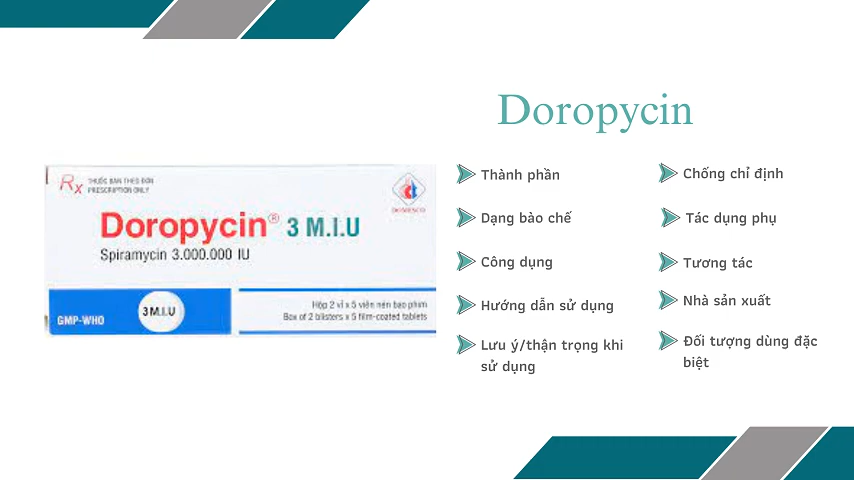 Doropycin
Rx
THUỐC BÁN THEO ĐƠN
PRESCRIPTION ONLY
DOMESCO
Doropycin® 3 M.I.U
Spiramycin 3.000.000 IU
GMP-WHO
3 M.I.U
Hộp 2 vỉ x 5 viên nén bao phim
Box of 2 blisters x 5 film-coated tablets
Thành phần
Dạng bào chế
Công dụng
Hướng dẫn sử dụng
Lưu ý/thận trọng khi
sử dụng
Chống chỉ định
Tác dụng phụ
Tương tác
Nhà sản xuất
Đối tượng dùng đặc
biệt